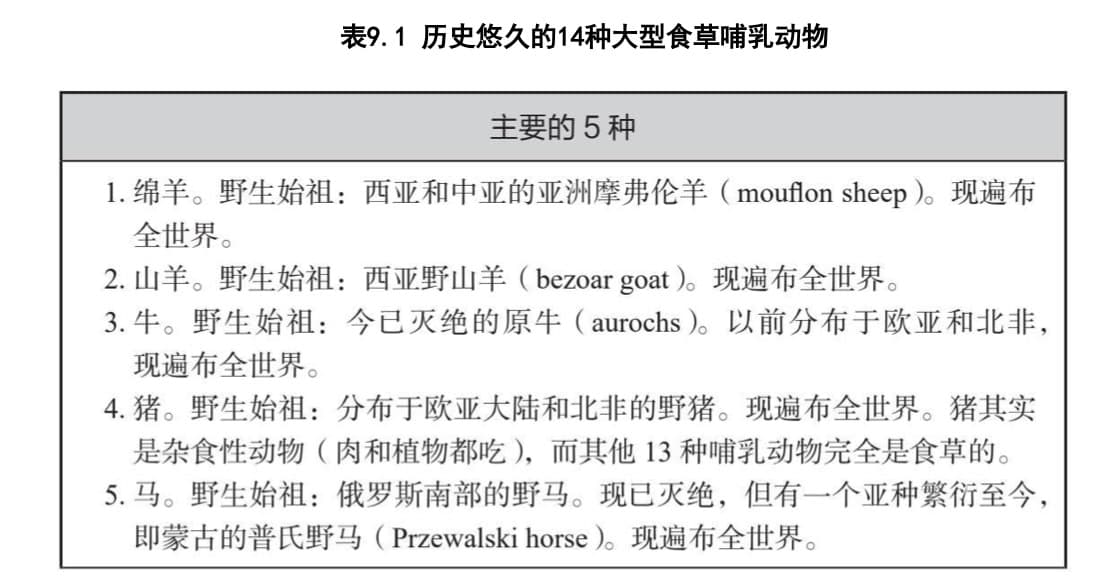 表9.1 历史悠久的14种大型食草哺乳动物
主要的 5 种
1. 绵羊。野生始祖：西亚和中亚的亚洲摩弗伦羊（mouflon sheep）。现遍布
全世界。
2. 山羊。野生始祖：西亚野山羊（bezoar goat）。现遍布全世界。
3. 牛。野生始祖：今已灭绝的原牛（aurochs）。以前分布于欧亚和北非，
现遍布全世界。
4. 猪。野生始祖：分布于欧亚大陆和北非的野猪。现遍布全世界。猪其实
是杂食性动物（肉和植物都吃），而其他 13 种哺乳动物完全是食草的。
5. 马。野生始祖：俄罗斯南部的野马。现已灭绝，但有一个亚种繁衍至今，
即蒙古的普氏野马（Przewalski horse）。现遍布全世界。